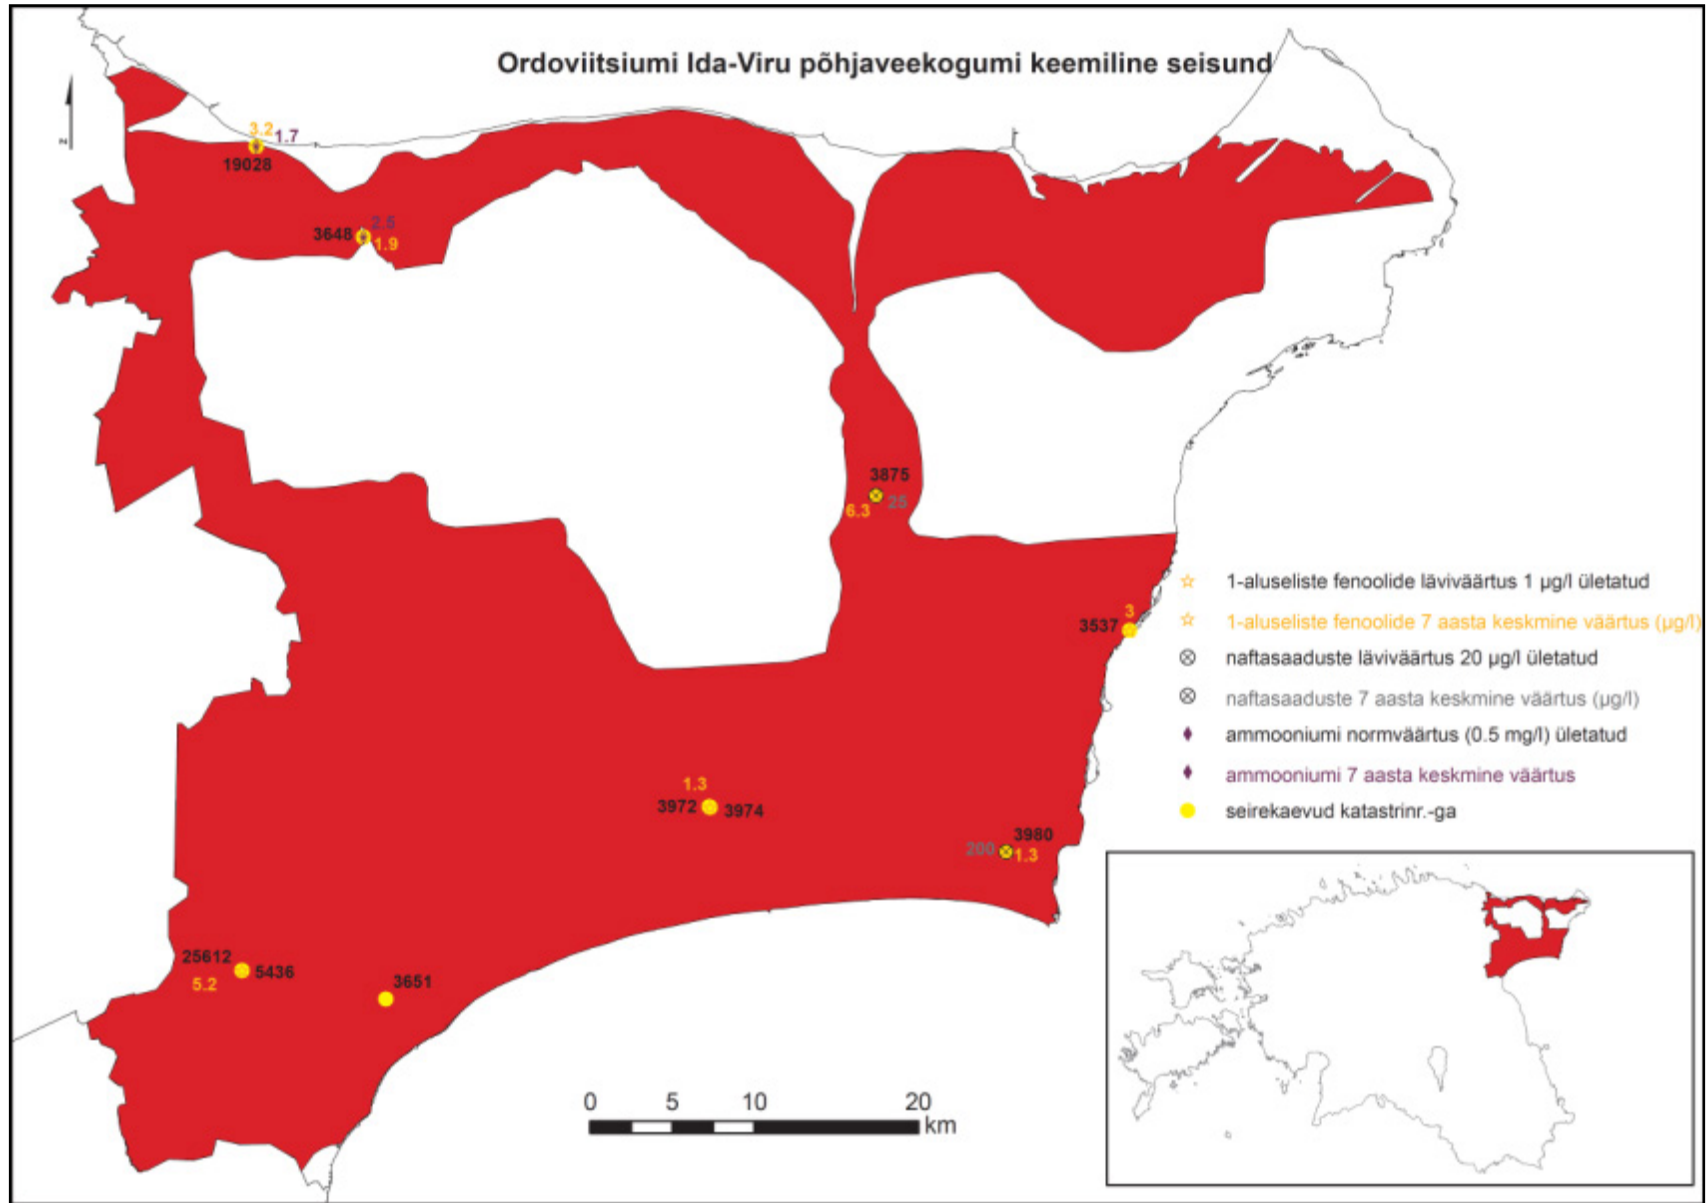 Ordoviitsiumi Ida-Viru põhjaveekogumi keemiline seisund
z
3.2 1.7
19028
2.5
3648
1.9
3875
6.3 25
3
3537
1-aluseliste fenoolide läviväärtus 1 µg/l ületatud
1-aluseliste fenoolide 7 aasta keskmine väärtus (µg/l)
naftasaaduste läviväärtus 20 µg/l ületatud
naftasaaduste 7 aasta keskmine väärtus (µg/l)
ammooniumi normväärtus (0.5 mg/l) ületatud
ammooniumi 7 aasta keskmine väärtus
seirekaevud katastrinr.-ga
1.3
3972 3974
3980
200 1.3
25612 5436
5.2
3651
0 5 10 20
km